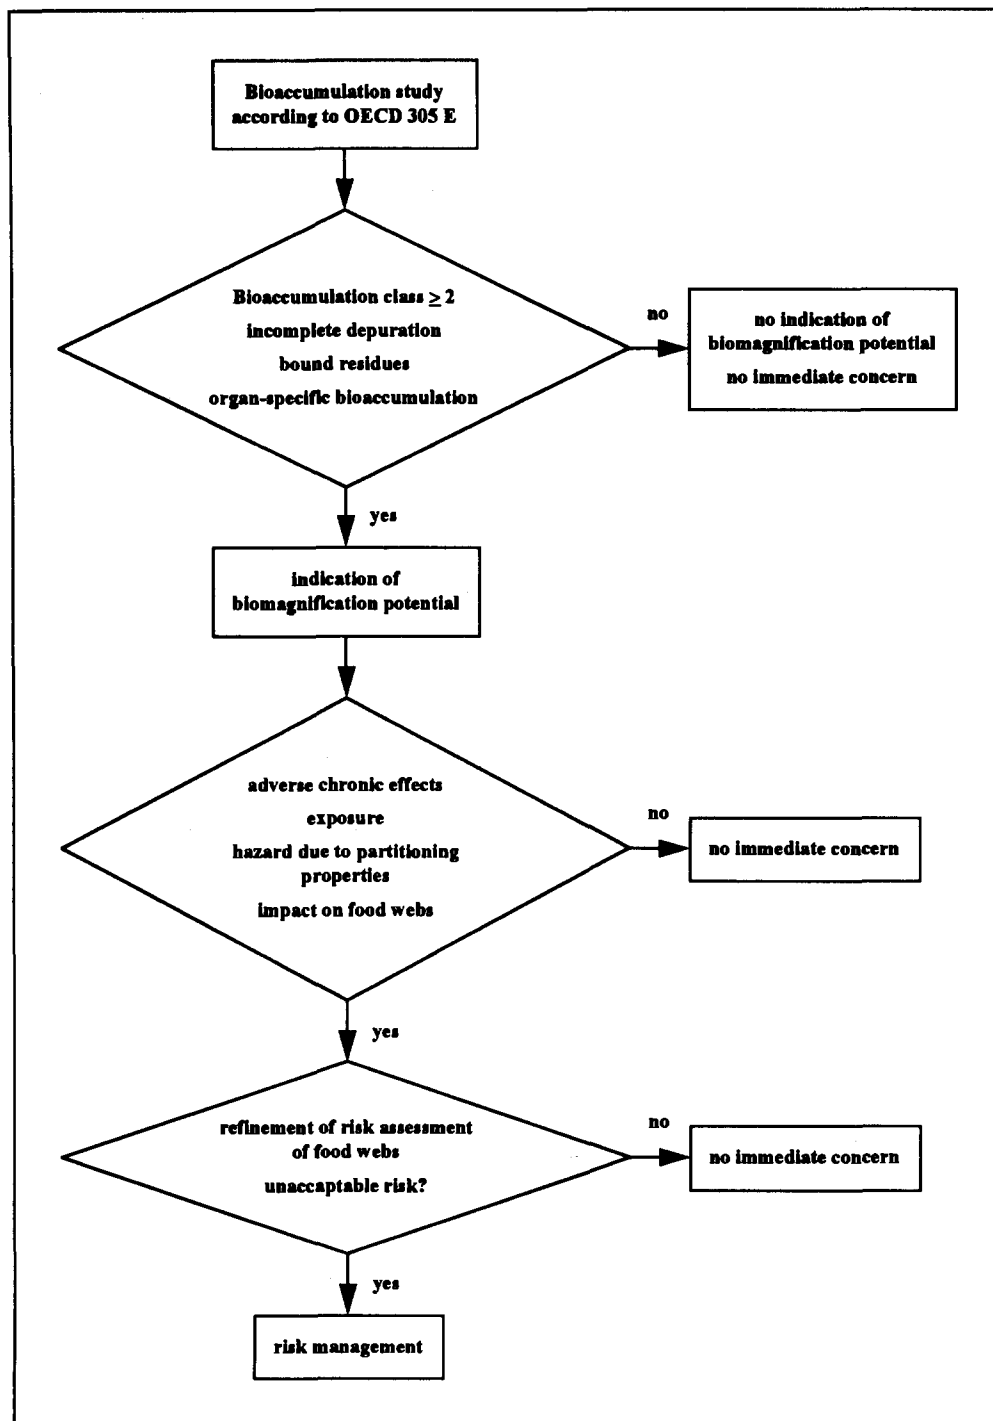 Bioaccumulation study
according to OECD 305 E
Bioaccumulation class ≥ 2
incomplete depuration
bound residues
organ-specific bioaccumulation
no
no indication of
biomagnification potential
no immediate concern
yes
indication of
biomagnification potential
adverse chronic effects
exposure
hazard due to partitioning
properties
impact on food webs
no
no immediate concern
yes
refinement of risk assessment
of food webs
unaccaptable risk?
no
no immediate concern
yes
risk management